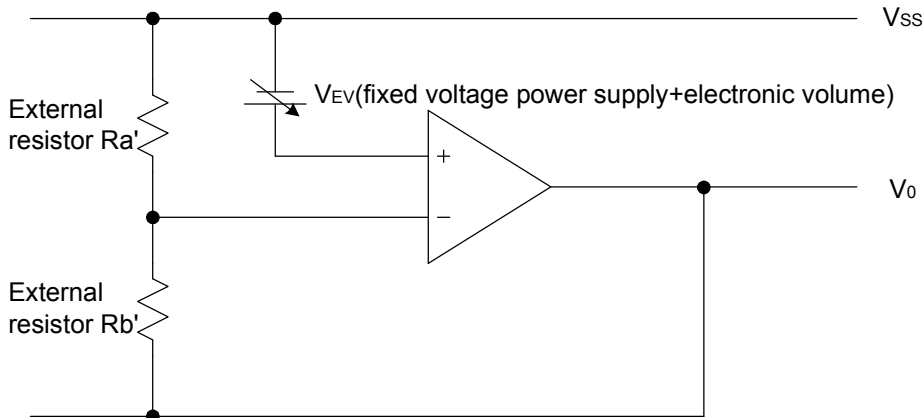 VSS
VEV(fixed voltage power supply+electronic volume)
External
resistor Ra'
+
−
V0
External
resistor Rb'